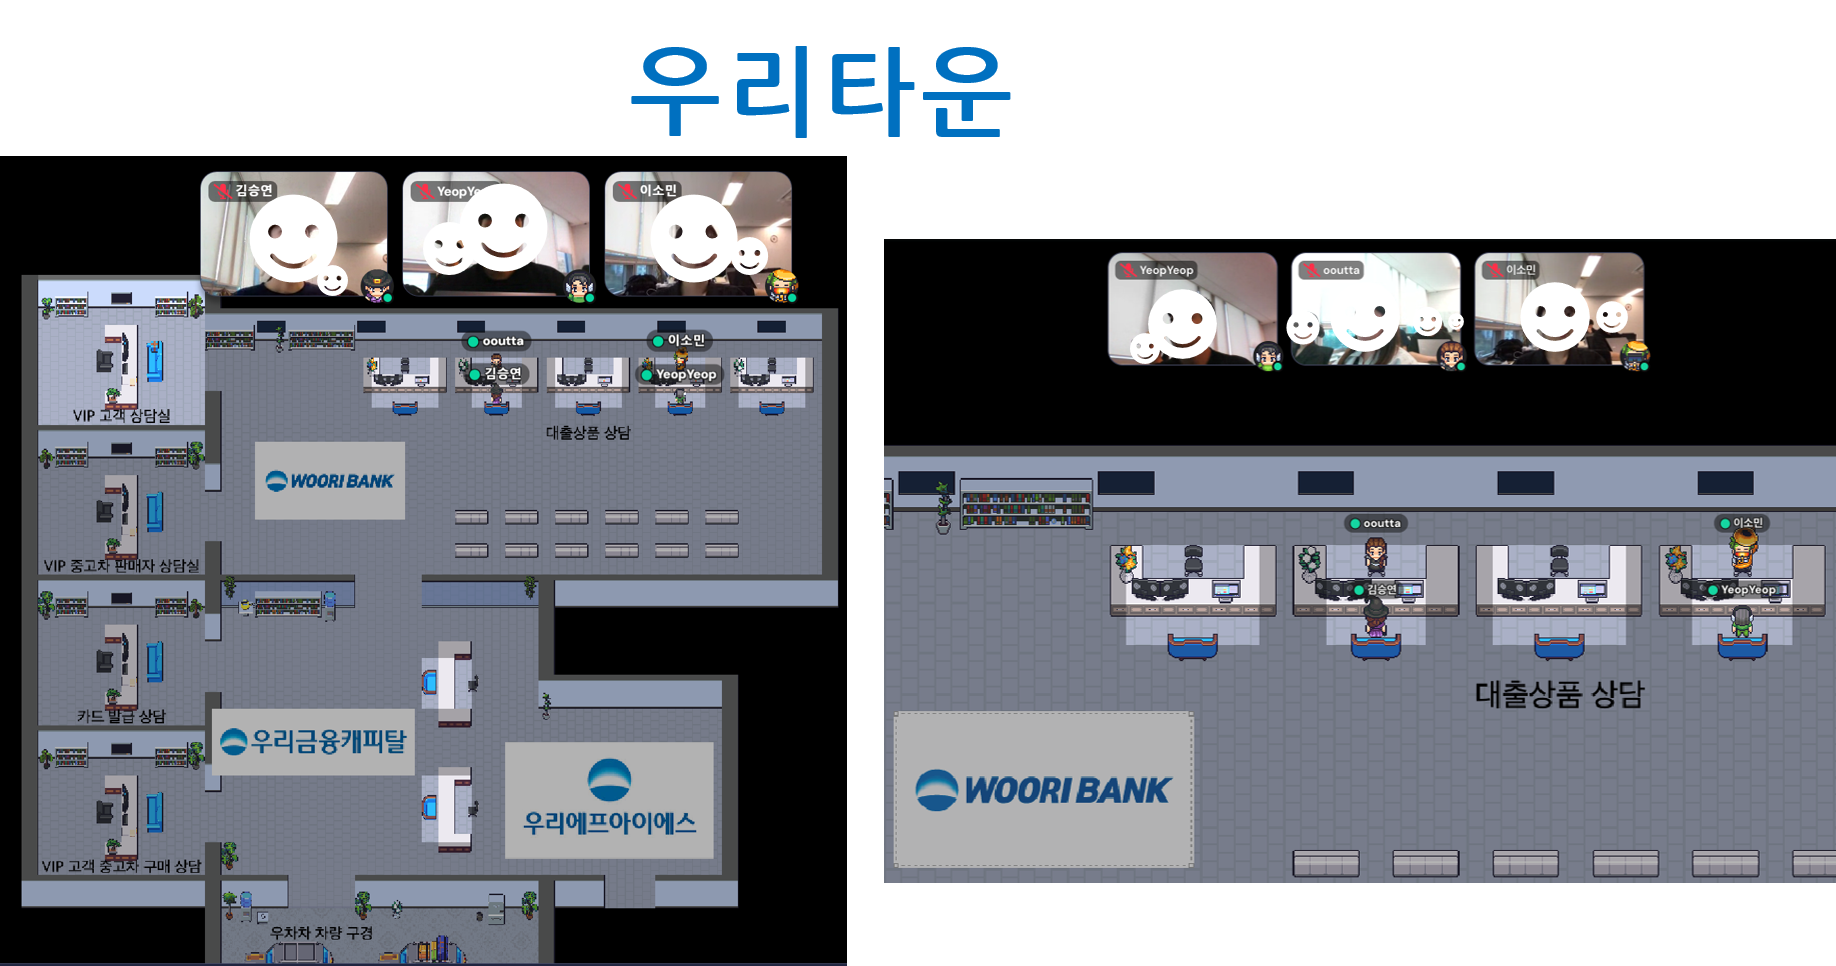 우리타운
김승연
YeopYe
이소민
ooutta
이소민
김승연
YeopYeop
VIP 고객 상담실
대출상품 상담
WOORI BANK
VIP 중고차 판매자 상담실
카드 발급 상담
우리금융캐피탈
우리에프아이에스
VIP 고객 중고차 구매 상담
우차차 차량 구경
YeopYeop
ooutta
이소민
ooutta
이소민
김승연
YeopYeop
대출상품 상담
WOORI BANK